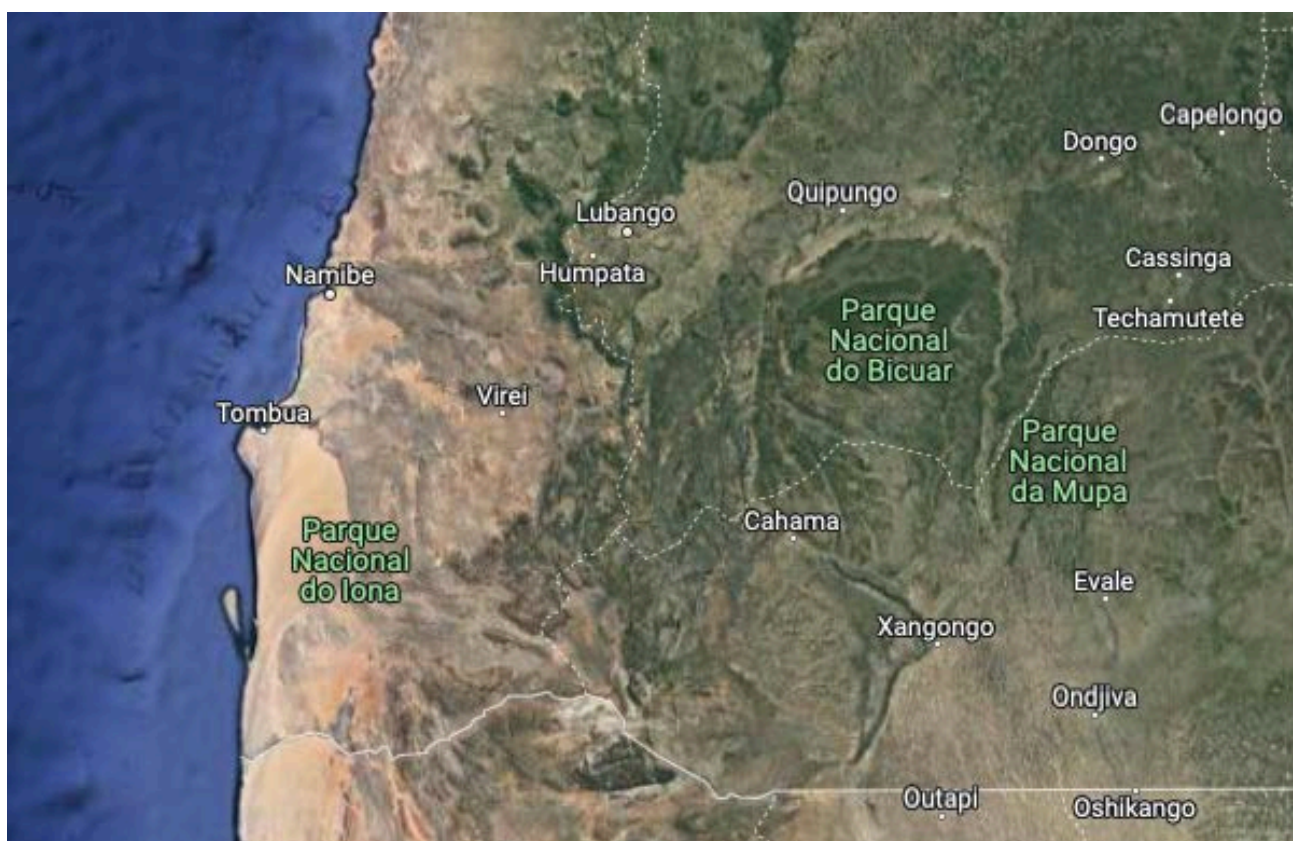 Capelongo
Dongo
Quipungo
Lubango
Cassinga
Humpata
Namibe
Parque
Nacional
do Bicuar
Techamutete
Virei
Tombua
Parque
Nacional
da Mupa
Cahama
Parque
Nacional
do Iona
Evale
Xangongo
Ondjiva
Outapi
Oshikango